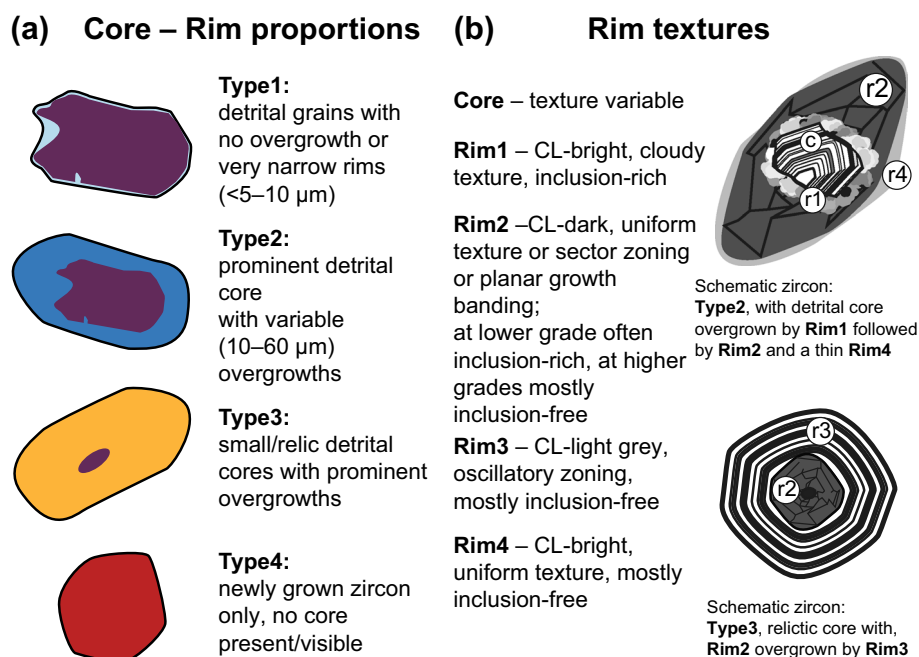 (a) Core – Rim proportions
Type1:
detrital grains with
no overgrowth or
very narrow rims
(<5–10 µm)
Type2:
prominent detrital
core
with variable
(10–60 µm)
overgrowths
Type3:
small/relic detrital
cores with prominent
overgrowths
Type4:
newly grown zircon
only, no core
present/visible
(b) Rim textures
Core – texture variable
Rim1 – CL-bright, cloudy
texture, inclusion-rich
Rim2 –CL-dark, uniform
texture or sector zoning
or planar growth
banding;
at lower grade often
inclusion-rich, at higher
grades mostly
inclusion-free
Rim3 – CL-light grey,
oscillatory zoning,
mostly inclusion-free
Rim4 – CL-bright,
uniform texture, mostly
inclusion-free
r2
c
r4
r1
Schematic zircon:
Type2, with detrital core
overgrown by Rim1 followed
by Rim2 and a thin Rim4
r3
r2
Schematic zircon:
Type3, relictic core with,
Rim2 overgrown by Rim3